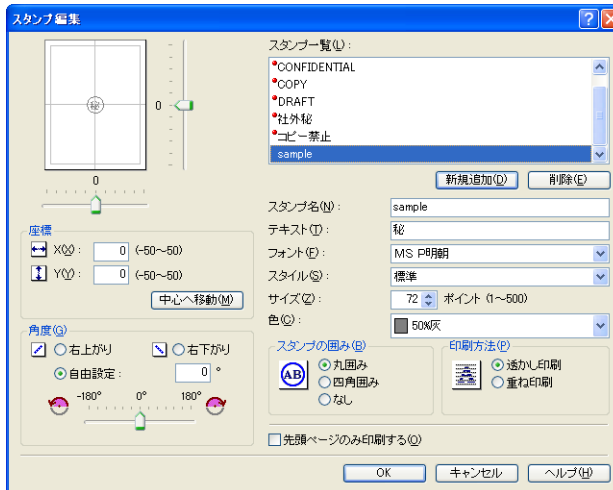 スタンプ編集
秘
0
0
座標
X(X): 0 (-50～50)
Y(Y): 0 (-50～50)
中心へ移動(M)
角度(G)
右上がり 右下がり
自由設定: 0 °
-180° 0° 180°
スタンプ一覧(L):
CONFIDENTIAL
COPY
DRAFT
社外秘
コピー禁止
sample
新規追加(D) 削除(E)
スタンプ名(N): sample
テキスト(T): 秘
フォント(F): MS P明朝
スタイル(S): 標準
サイズ(Z): 72 ポイント (1～500)
色(C): 50%灰
スタンプの囲み(B)
AB
丸囲み
四角囲み
なし
印刷方法(P)
透かし印刷
重ね印刷
先頭ページのみ印刷する(O)
OK キャンセル ヘルプ(H)